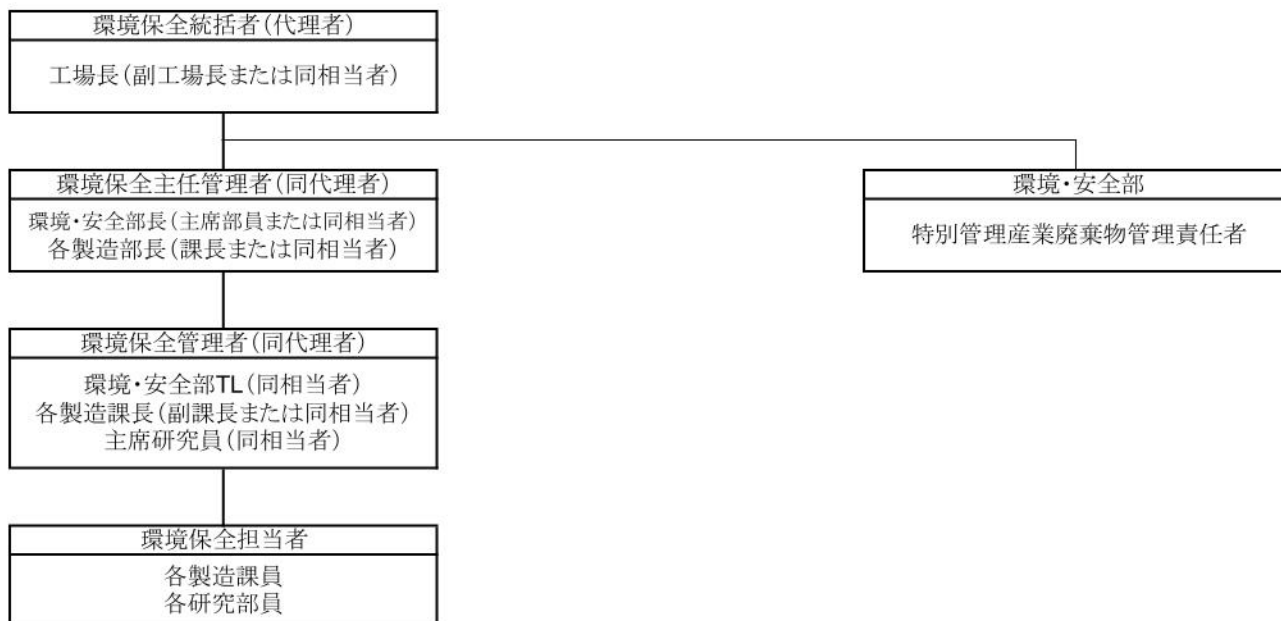 環境保全統括者(代理者)
工場長(副工場長または同相当者)
環境保全主任管理者(同代理者)
環境・安全部長(主席部員または同相当者)
各製造部長(課長または同相当者)
環境・安全部
特別管理産業廃棄物管理責任者
環境保全管理者(同代理者)
環境・安全部TL(同相当者)
各製造課長(副課長または同相当者)
主席研究員(同相当者)
環境保全担当者
各製造課員
各研究部員